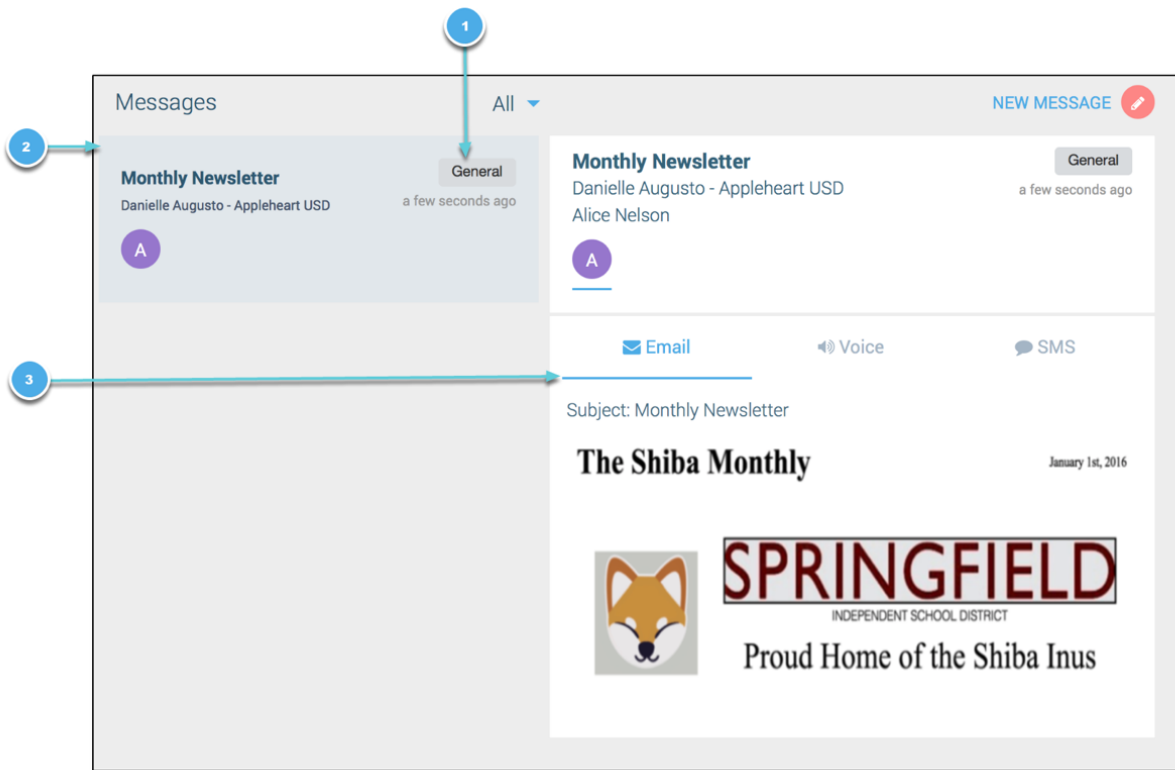 1
Messages
All
NEW MESSAGE
2
Monthly Newsletter
General
Danielle Augusto - Appleheart USD
a few seconds ago
A
Monthly Newsletter
General
Danielle Augusto - Appleheart USD
a few seconds ago
Alice Nelson
A
3
Email
Voice
SMS
Subject: Monthly Newsletter
The Shiba Monthly
January 1st, 2016
SPRINGFIELD
INDEPENDENT SCHOOL DISTRICT
Proud Home of the Shiba Inus